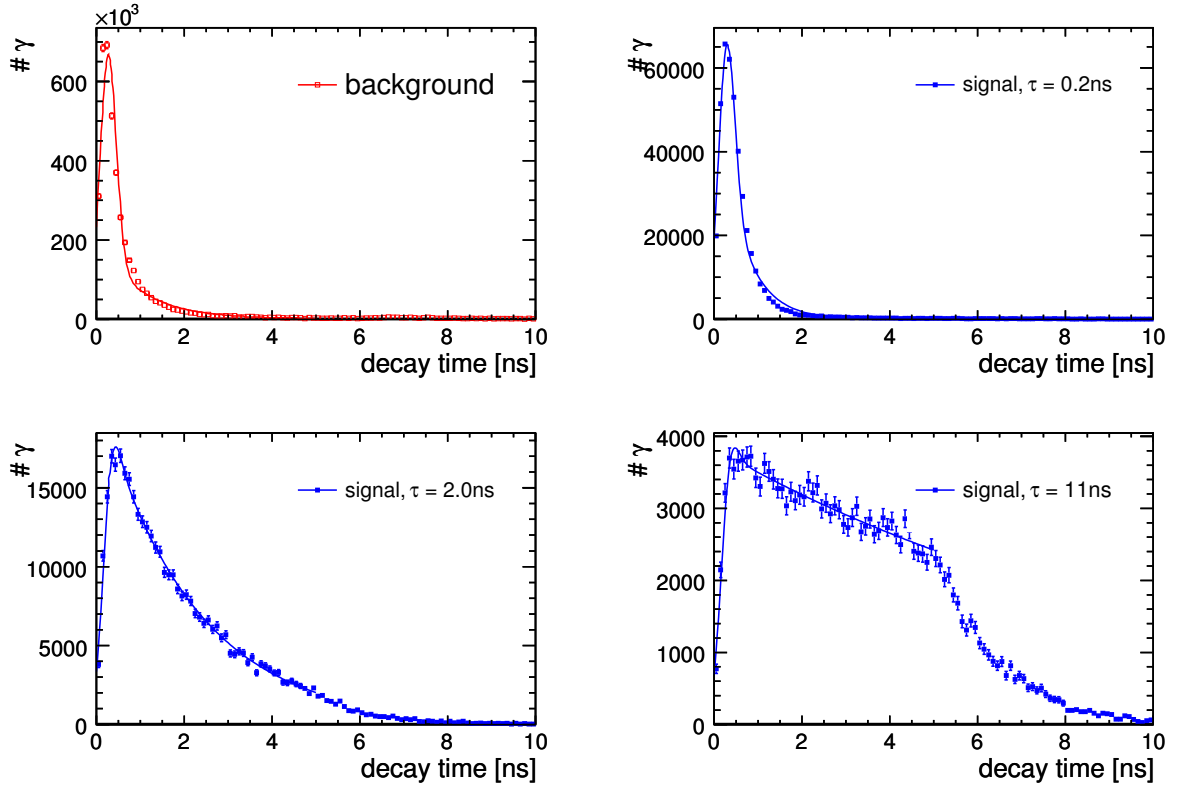 ×10³
# γ
600
400
200
0
background
0 2 4 6 8 10
decay time [ns]
# γ
60000
40000
20000
0
signal, τ = 0.2ns
0 2 4 6 8 10
decay time [ns]
# γ
15000
10000
5000
0
signal, τ = 2.0ns
0 2 4 6 8 10
decay time [ns]
# γ
4000
3000
2000
1000
0
signal, τ = 11ns
0 2 4 6 8 10
decay time [ns]